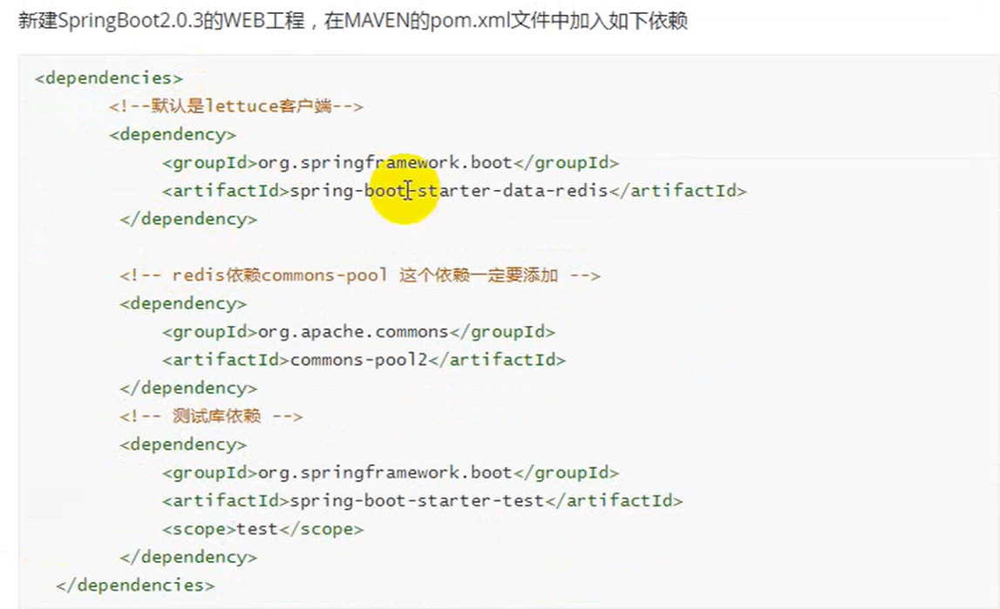 新建SpringBoot2.0.3的WEB工程，在MAVEN的pom.xml文件中加入如下依赖
<dependencies>
<!--默认是lettuce客户端-->
<dependency>
<groupId>org.springframework.boot</groupId>
<artifactId>spring-boot-starter-data-redis</artifactId>
</dependency>
<!-- redis依赖commons-pool 这个依赖一定要添加 -->
<dependency>
<groupId>org.apache.commons</groupId>
<artifactId>commons-pool2</artifactId>
</dependency>
<!-- 测试库依赖 -->
<dependency>
<groupId>org.springframework.boot</groupId>
<artifactId>spring-boot-starter-test</artifactId>
<scope>test</scope>
</dependency>
</dependencies>